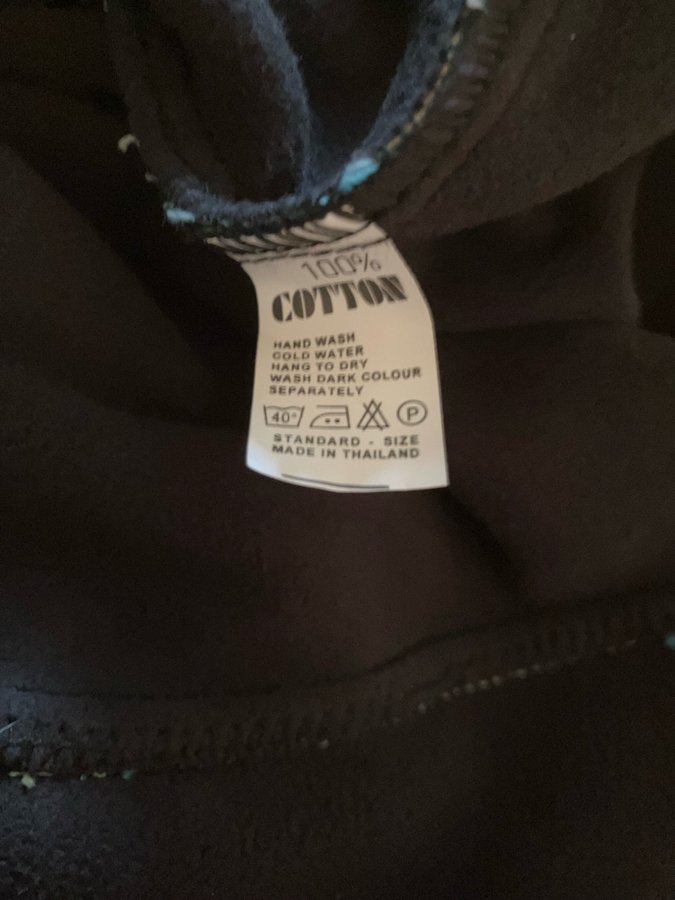 100%
COTTON
HAND WASH
COLD WATER
HANG TO DRY
WASH DARK COLOUR
SEPARATELY
40° P
STANDARD - SIZE
MADE IN THAILAND